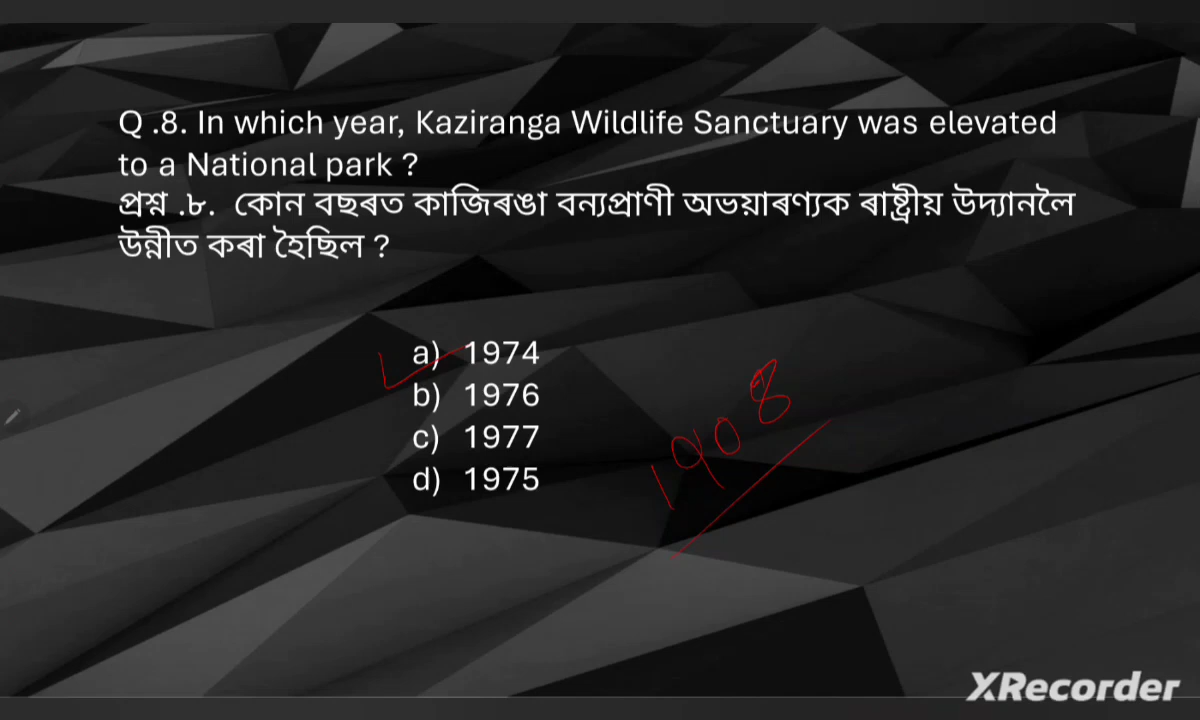 Q .8. In which year, Kaziranga Wildlife Sanctuary was elevated
to a National park ?
প্ৰশ্ন .৮. কোন বছৰত কাজিৰঙা বন্যপ্ৰাণী অভয়াৰণ্যক ৰাষ্ট্ৰীয় উদ্যানলৈ
উন্নীত কৰা হৈছিল ?
a) 1974
b) 1976
c) 1977
d) 1975
1908
XRecorder